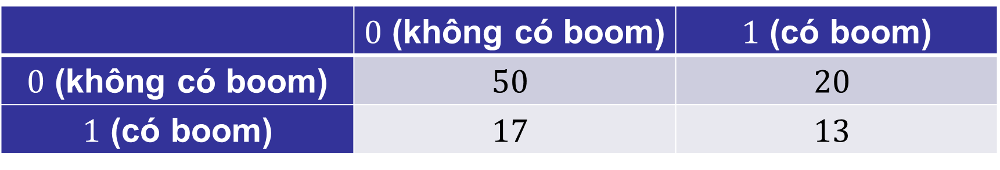 0 (không có boom) 1 (có boom)
0 (không có boom) 50 20
1 (có boom) 17 13